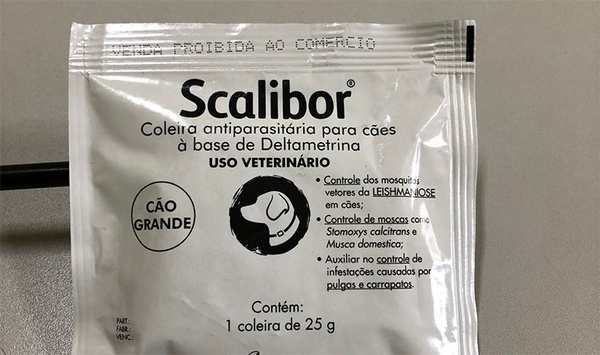 VENDA PROIBIDA AO COMERCIO
Scalibor®
Coleira antiparasitária para cães
à base de Deltametrina
USO VETERINÁRIO
CÃO
GRANDE
• Controle dos mosquitos
vetores da LEISHMANIOSE
em cães;
• Controle de moscas como
Stomoxys calcitrans e
Musca domestica;
• Auxiliar no controle de
infestações causadas por
pulgas e carrapatos.
Contém:
1 coleira de 25 g
PART.:
FABR.:
VENC.: